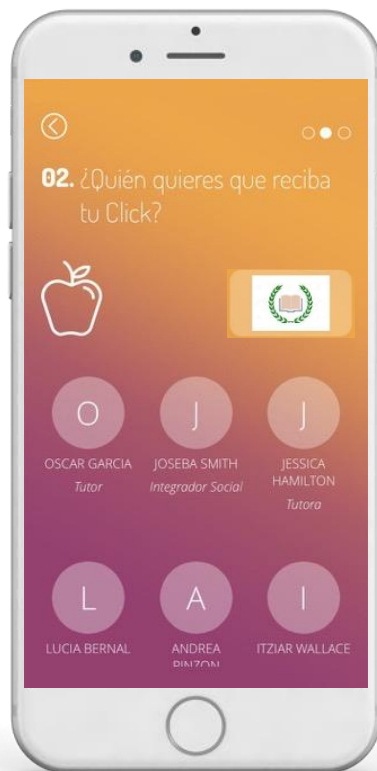 02. ¿Quién quieres que reciba
tu Click?
O
J
J
OSCAR GARCIA
JOSEBA SMITH
JESSICA
HAMILTON
Tutor
Integrador Social
Tutora
L
A
I
LUCIA BERNAL
ANDREA
PINZON
ITZIAR WALLACE